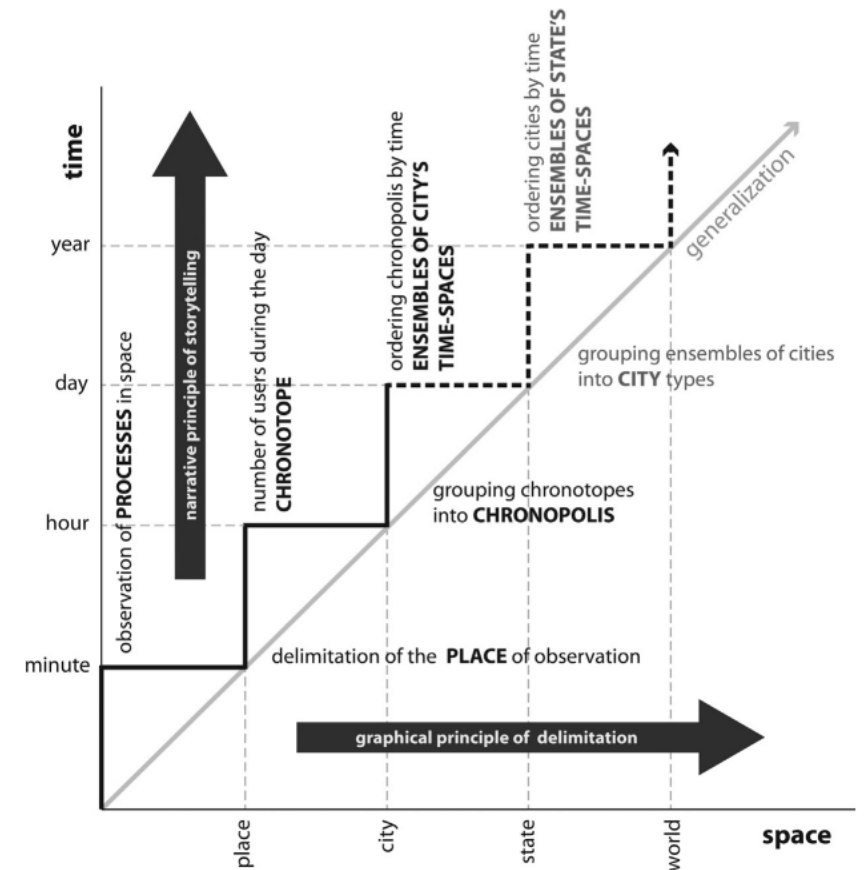 time
year
day
hour
minute
observation of PROCESSES in space
narrative principle of storytelling
number of users during the day
CHRONOTOPE
ordering chronopolis by time
ENSEMBLES OF CITY'S
TIME-SPACES
ordering cities by time
ENSEMBLES OF STATE'S
TIME-SPACES
generalization
grouping ensembles of cities
into CITY types
grouping chronotopes
into CHRONOPOLIS
delimitation of the PLACE of observation
graphical principle of delimitation
place
city
state
world
space